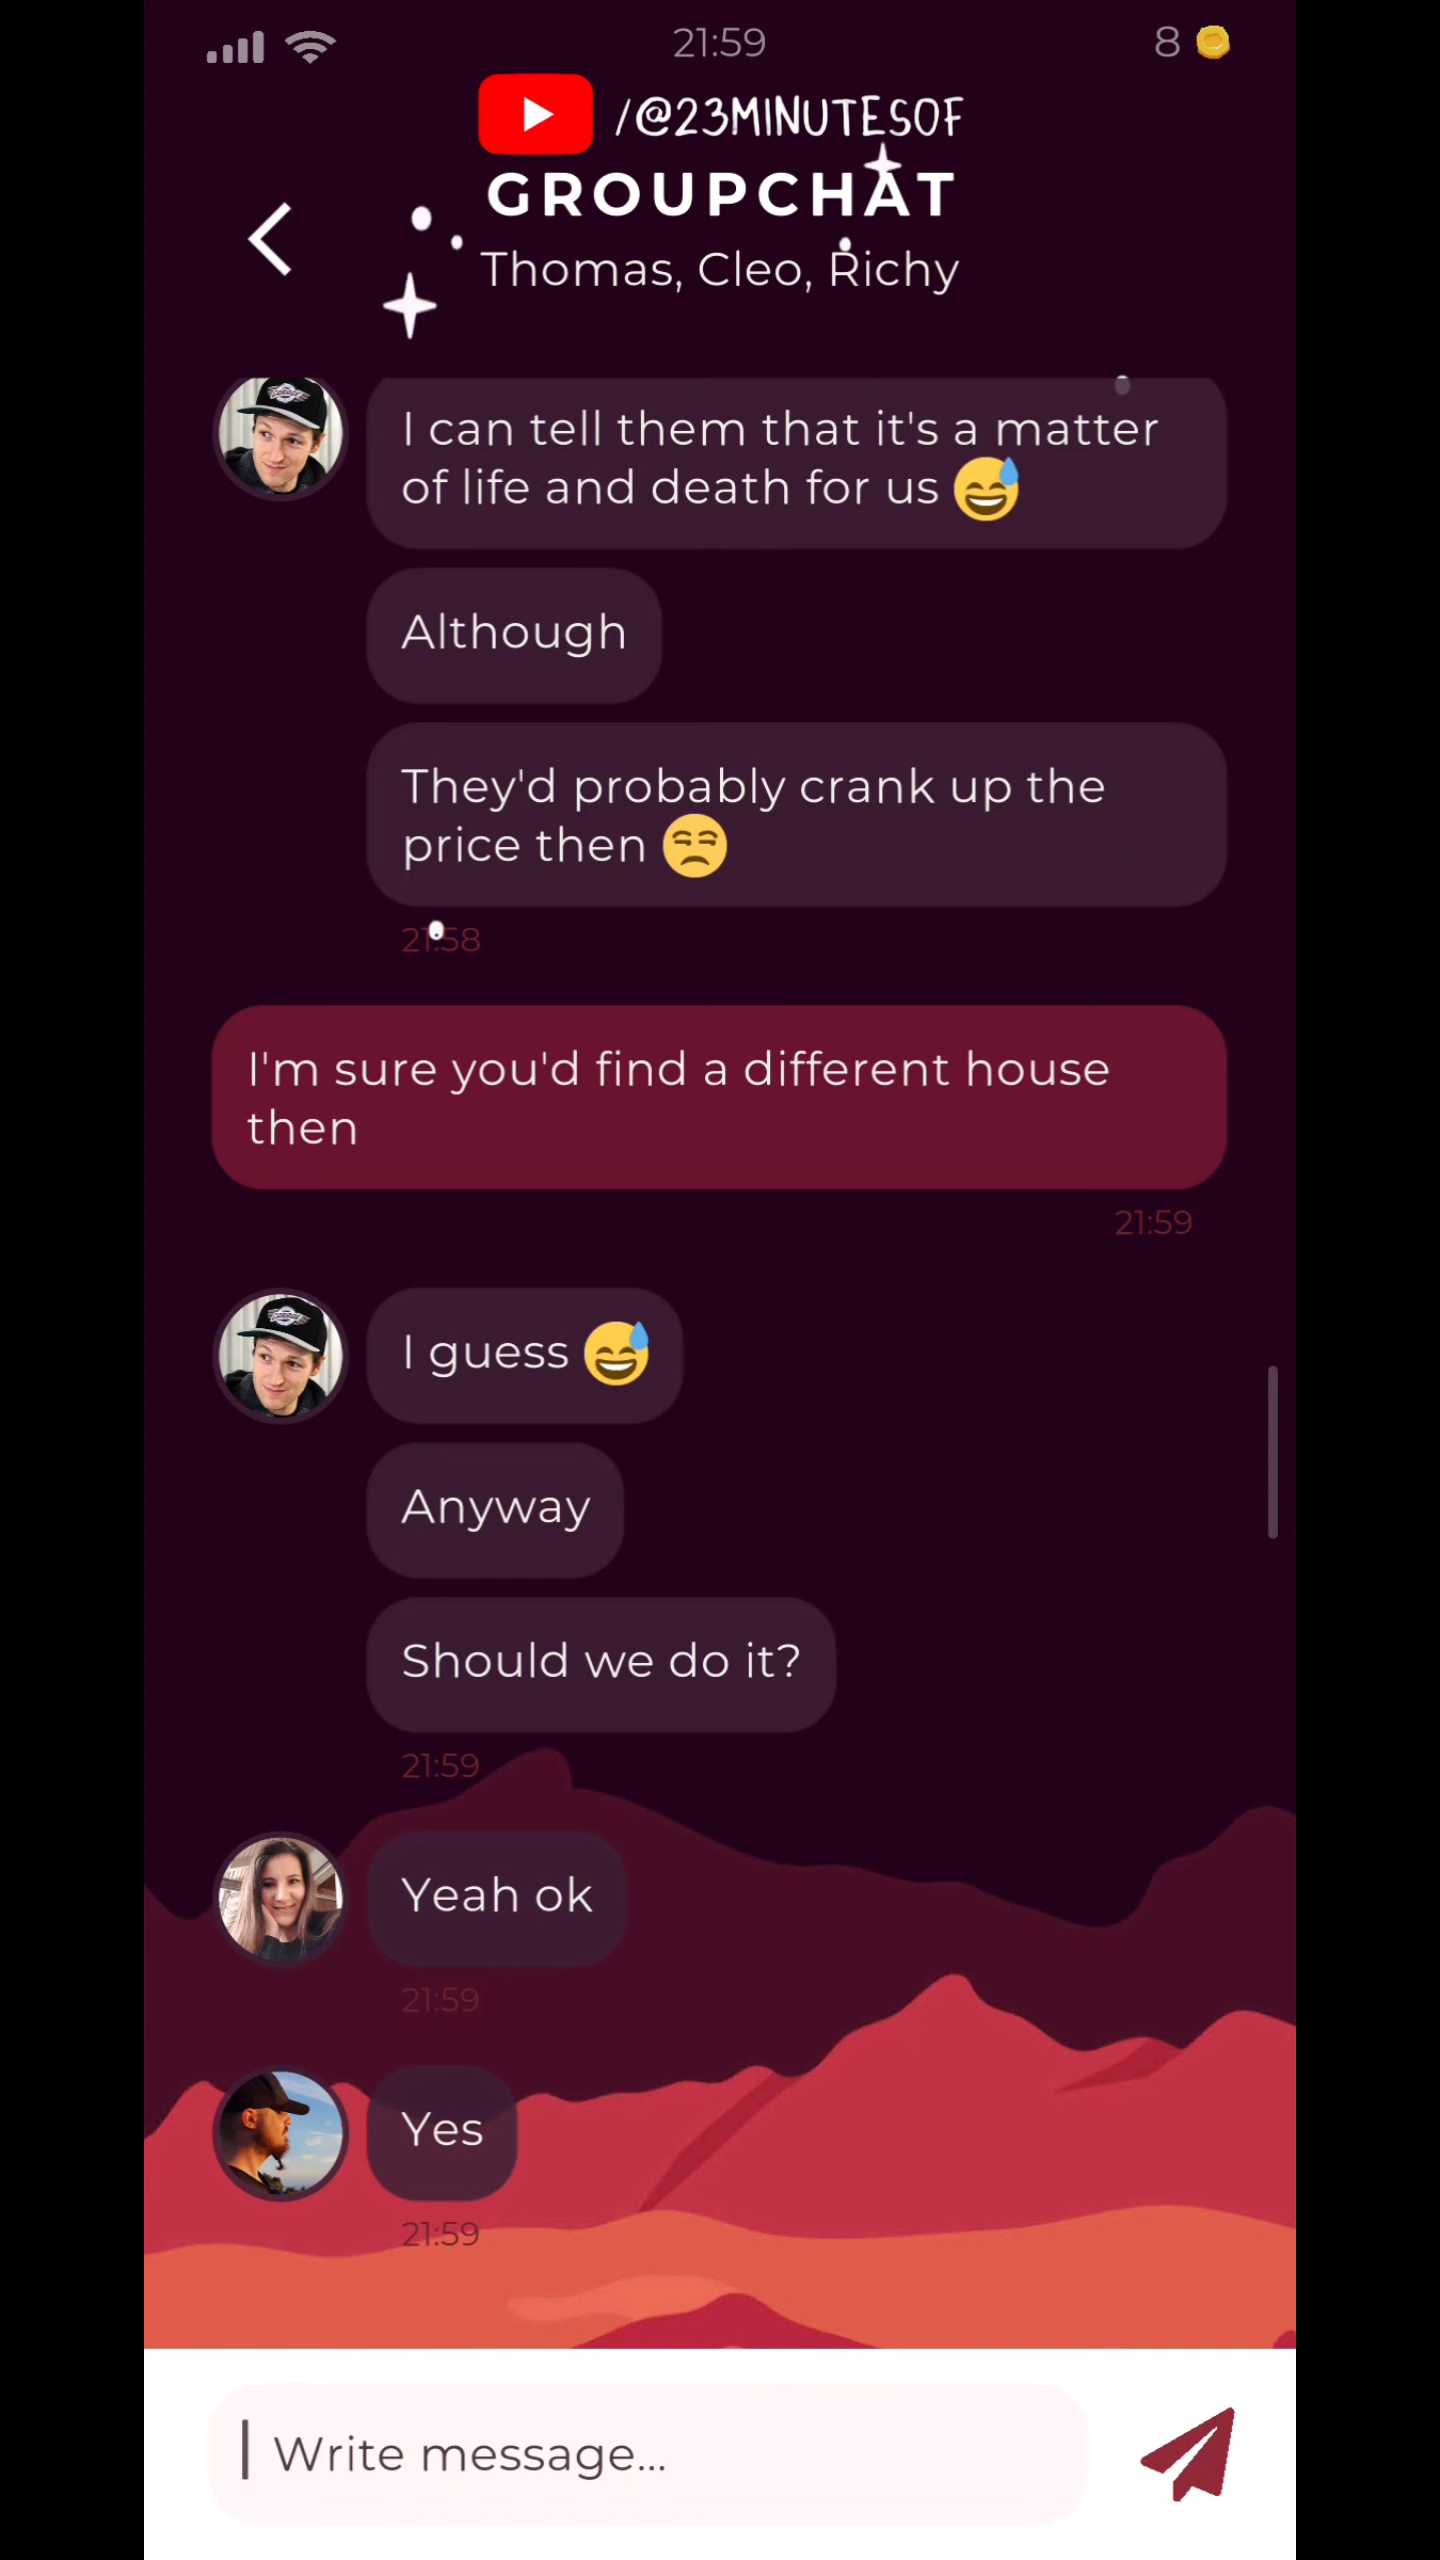 21:59
8
/@23MINUTESOF
GROUPCHAT
Thomas, Cleo, Richy
I can tell them that it's a matter
of life and death for us 😅
Although
They'd probably crank up the
price then 😒
21:58
I'm sure you'd find a different house
then
21:59
I guess 😅
Anyway
Should we do it?
21:59
Yeah ok
21:59
Yes
21:59
Write message...